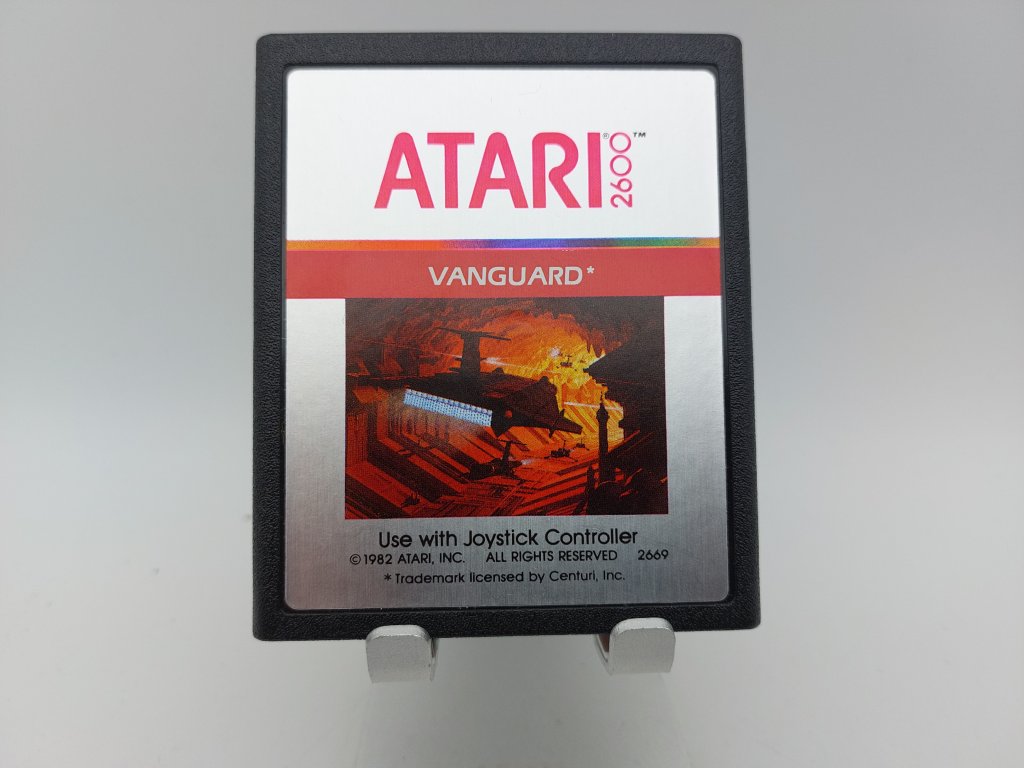 ATARI® 2600™
VANGUARD*
Use with Joystick Controller
© 1982 ATARI, INC. ALL RIGHTS RESERVED 2669
* Trademark licensed by Centuri, Inc.